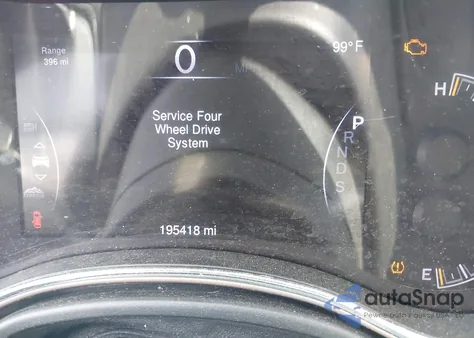 Range
396 mi
0
99°F
H
Service Four
Wheel Drive
System
P
R
N
D
S
195418 mi
E
autoSnap